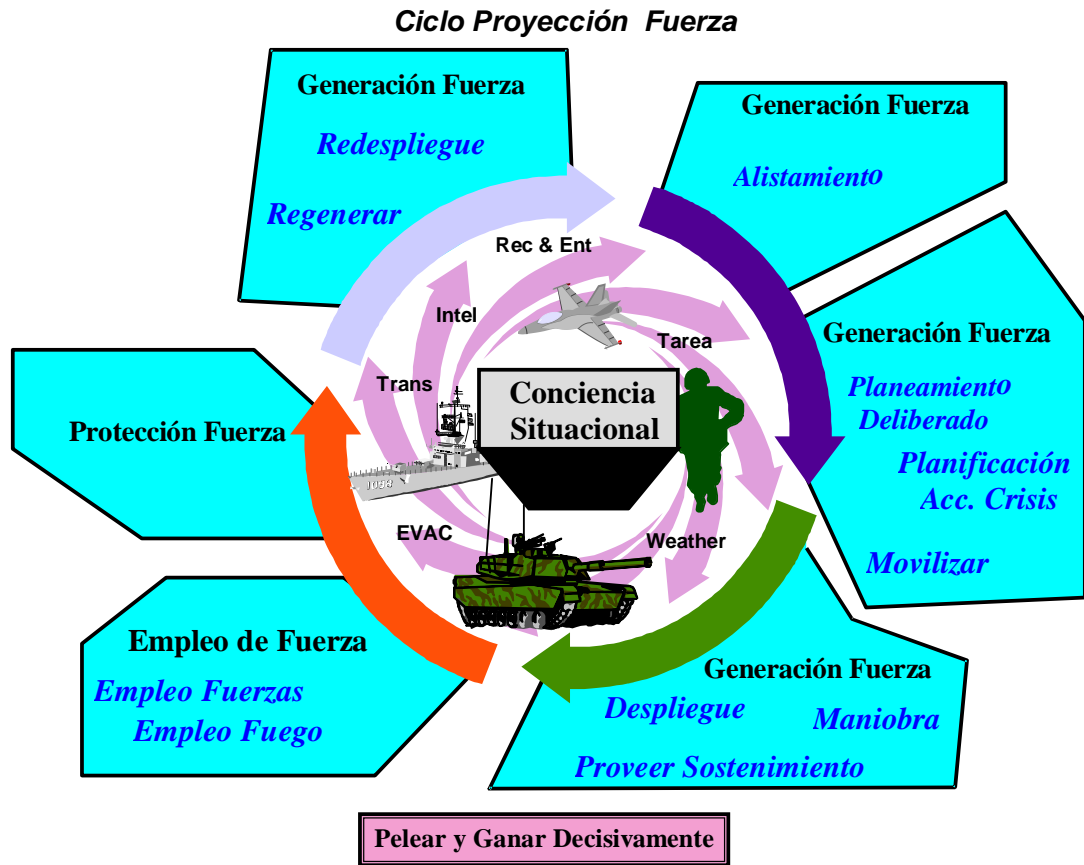 Ciclo Proyección Fuerza
Generación Fuerza
Redespliegue
Regenerar
Generación Fuerza
Alistamiento
Generación Fuerza
Planeamiento
Deliberado
Planificación
Acc. Crisis
Movilizar
Generación Fuerza
Despliegue
Maniobra
Proveer Sostenimiento
Empleo de Fuerza
Empleo Fuerzas
Empleo Fuego
Protección Fuerza
Rec & Ent
Intel
Tarea
Trans
Conciencia
Situacional
1098
EVAC
Weather
Pelear y Ganar Decisivamente